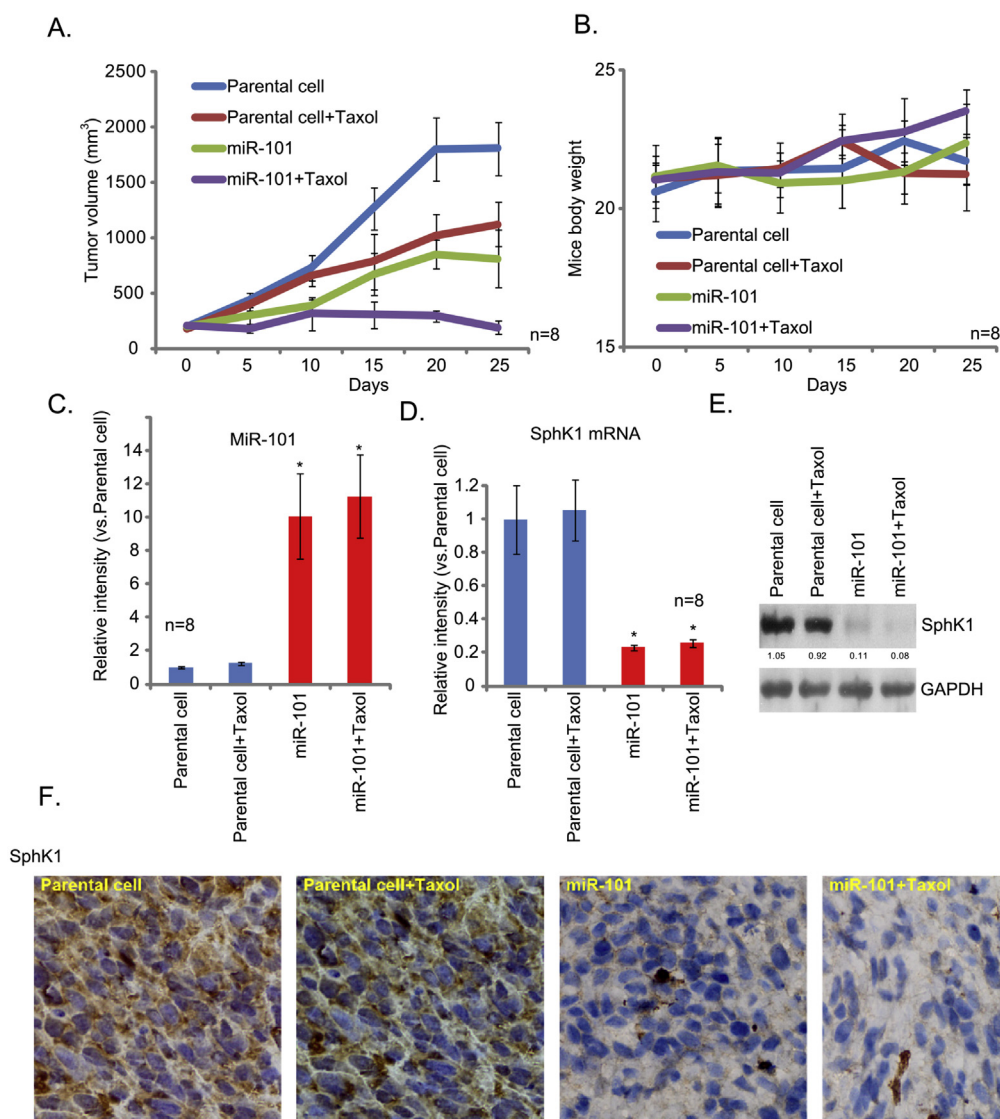 A.
2500
2000
1500
1000
500
0
Tumor volume (mm³)
Parental cell
Parental cell+Taxol
miR-101
miR-101+Taxol
0 5 10 15 20 25
Days
n=8
B.
25
20
15
Mice body weight
Parental cell
Parental cell+Taxol
miR-101
miR-101+Taxol
0 5 10 15 20 25
Days
n=8
C.
Relative intensity (vs.Parental cell)
16
14
12
10
8
6
4
2
0
MiR-101
n=8
*
*
Parental cell
Parental cell+Taxol
miR-101
miR-101+Taxol
D.
Relative intensity (vs.Parental cell)
SphK1 mRNA
1.2
1
0.8
0.6
0.4
0.2
0
n=8
*
*
Parental cell
Parental cell+Taxol
miR-101
miR-101+Taxol
E.
Parental cell
Parental cell+Taxol
miR-101
miR-101+Taxol
SphK1
1.05 0.92 0.11 0.08
GAPDH
F.
SphK1
Parental cell
Parental cell+Taxol
miR-101
miR-101+Taxol